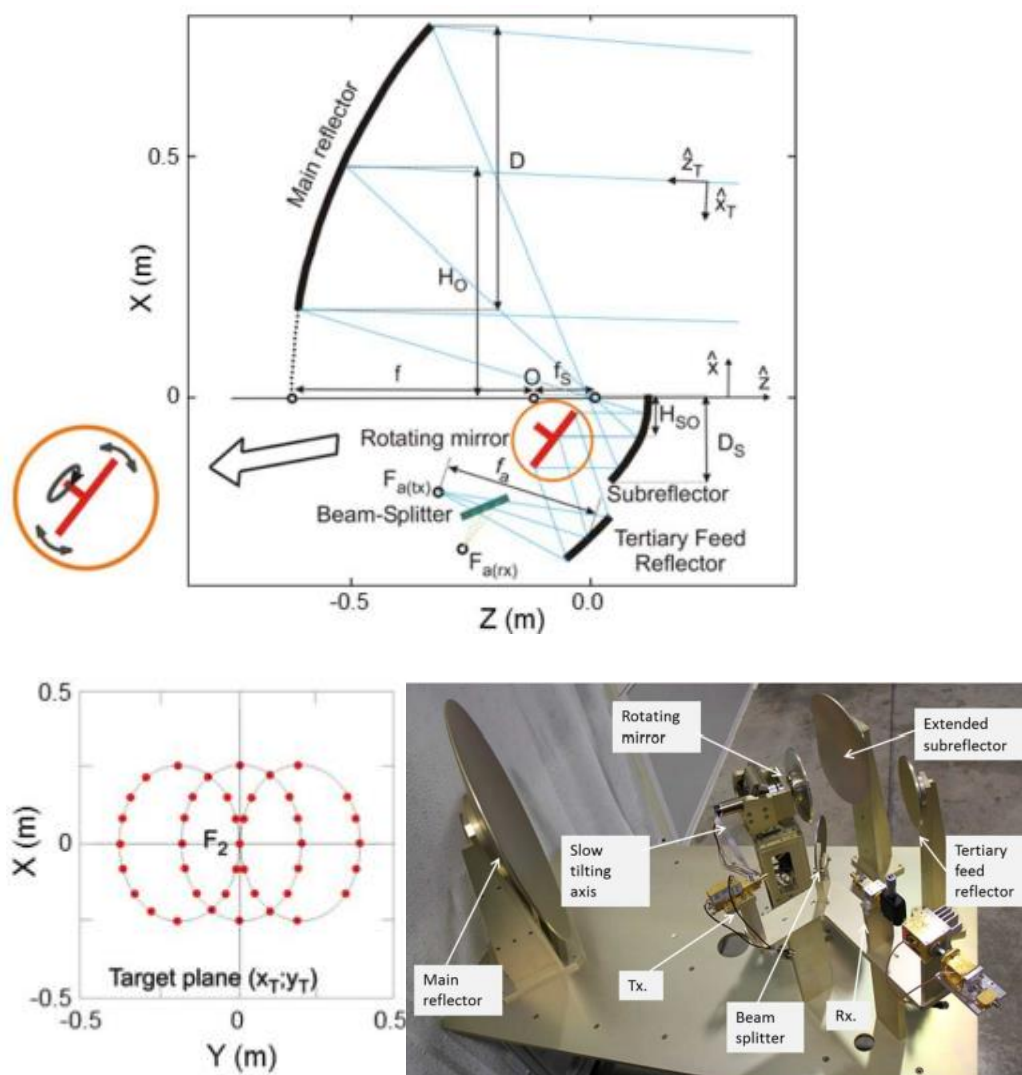 Main reflector
D
ẑ_T
x̂_T
0.5
X (m)
H_O
f
O
f_S
x̂
ẑ
0
H_SO
D_S
Rotating mirror
f_a
F_a(tx)
Subreflector
Beam-Splitter
Tertiary Feed
Reflector
F_a(rx)
-0.5
0.0
Z (m)
0.5
X (m)
0
F₂
Target plane (x_T;y_T)
-0.5
-0.5
0
0.5
Y (m)
Rotating
mirror
Extended
subreflector
Slow
tilting
axis
Tertiary
feed
reflector
Main
reflector
Tx.
Beam
splitter
Rx.